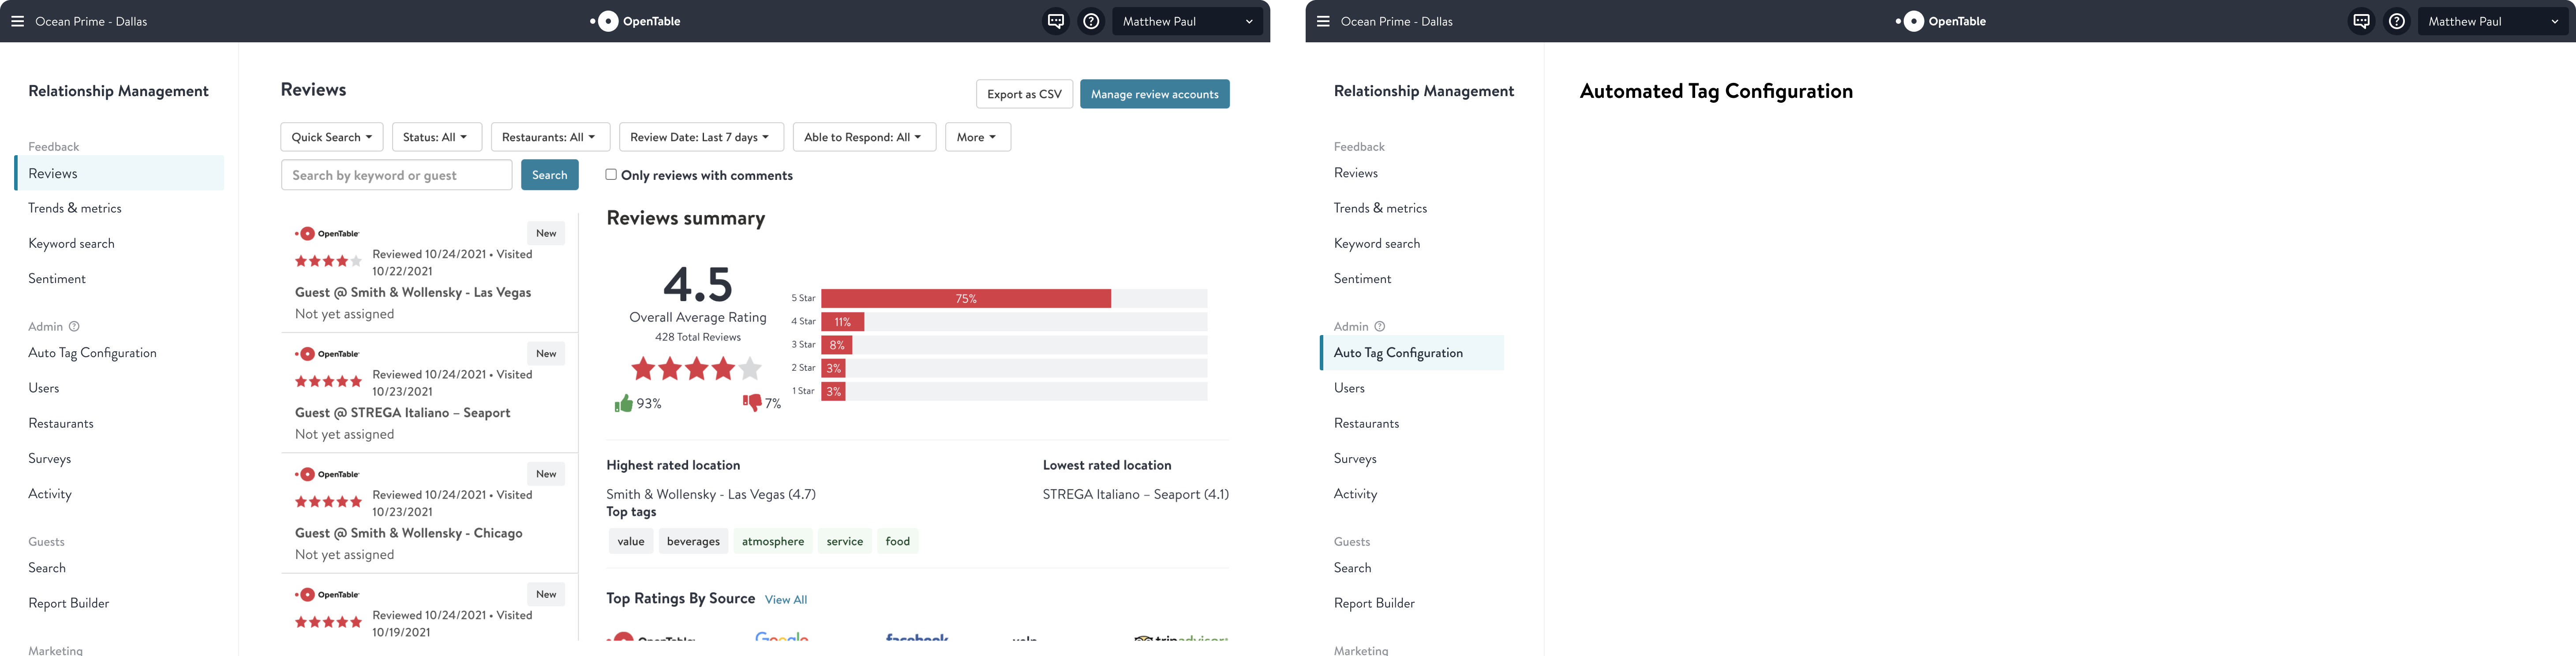 Ocean Prime - Dallas
OpenTable
Matthew Paul
Relationship Management
Feedback
Reviews
Trends & metrics
Keyword search
Sentiment
Admin
Auto Tag Configuration
Users
Restaurants
Surveys
Activity
Guests
Search
Report Builder
Marketing
Reviews
Export as CSV
Manage review accounts
Quick Search
Status: All
Restaurants: All
Review Date: Last 7 days
Able to Respond: All
More
Search by keyword or guest
Search
Only reviews with comments
OpenTable
New
Reviewed 10/24/2021 • Visited
10/22/2021
Guest @ Smith & Wollensky - Las Vegas
Not yet assigned
OpenTable
New
Reviewed 10/24/2021 • Visited
10/23/2021
Guest @ STREGA Italiano – Seaport
Not yet assigned
OpenTable
New
Reviewed 10/24/2021 • Visited
10/23/2021
Guest @ Smith & Wollensky - Chicago
Not yet assigned
OpenTable
New
Reviewed 10/24/2021 • Visited
10/19/2021
Reviews summary
4.5
Overall Average Rating
428 Total Reviews
93%
7%
5 Star
75%
4 Star
11%
3 Star
8%
2 Star
3%
1 Star
3%
Highest rated location
Smith & Wollensky - Las Vegas (4.7)
Lowest rated location
STREGA Italiano – Seaport (4.1)
Top tags
value
beverages
atmosphere
service
food
Top Ratings By Source
View All
OpenTable
Google
facebook
yelp
tripadvisor
Ocean Prime - Dallas
OpenTable
Matthew Paul
Relationship Management
Feedback
Reviews
Trends & metrics
Keyword search
Sentiment
Admin
Auto Tag Configuration
Users
Restaurants
Surveys
Activity
Guests
Search
Report Builder
Marketing
Automated Tag Configuration